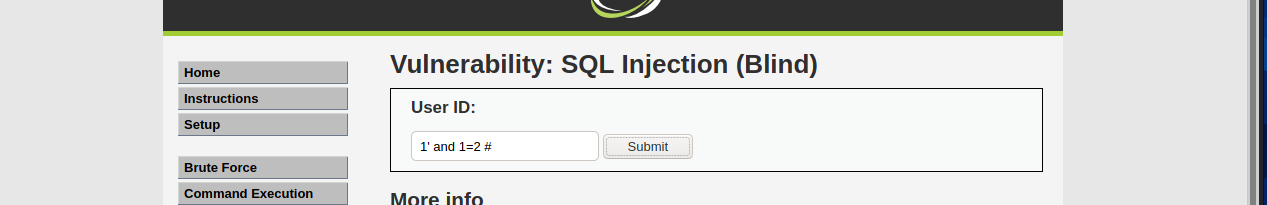 Vulnerability: SQL Injection (Blind)
Home
Instructions
Setup
Brute Force
Command Execution
User ID:
1' and 1=2 #
Submit
More info